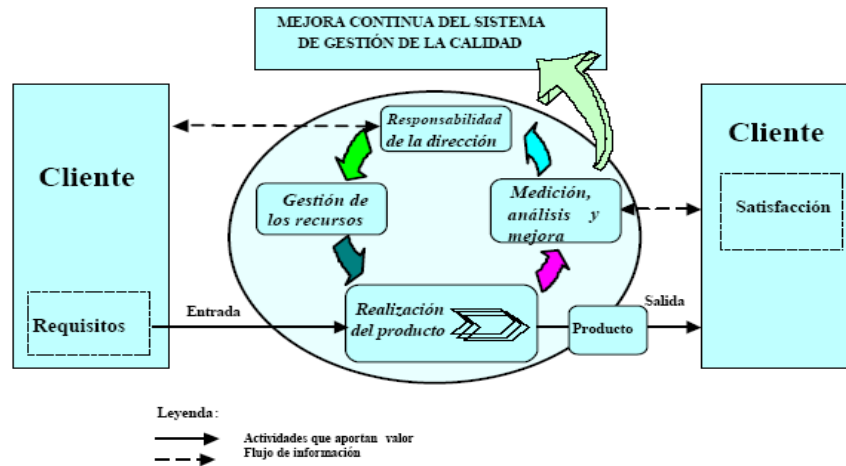 MEJORA CONTINUA DEL SISTEMA
DE GESTIÓN DE LA CALIDAD
Cliente
Requisitos
Entrada
Responsabilidad
de la dirección
Gestión de
los recursos
Medición,
análisis y
mejora
Realización
del producto
Producto
Salida
Cliente
Satisfacción
Leyenda:
Actividades que aportan valor
Flujo de información